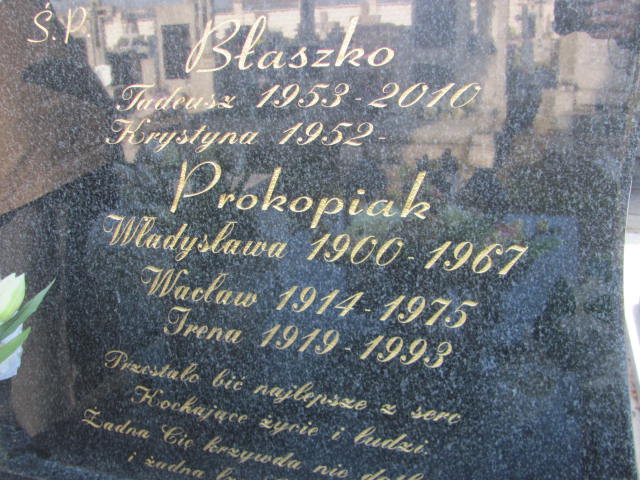 Ś.P.
Błaszko
Tadeusz 1953-2010
Krystyna 1952-
Prokopiak
Władysława 1900-1967
Wacław 1914-1975
Irena 1919-1993
Przestało bić najlepsze z serc
Kochające życie i ludzi.
Żadna Cię krzywda nie
i żadna